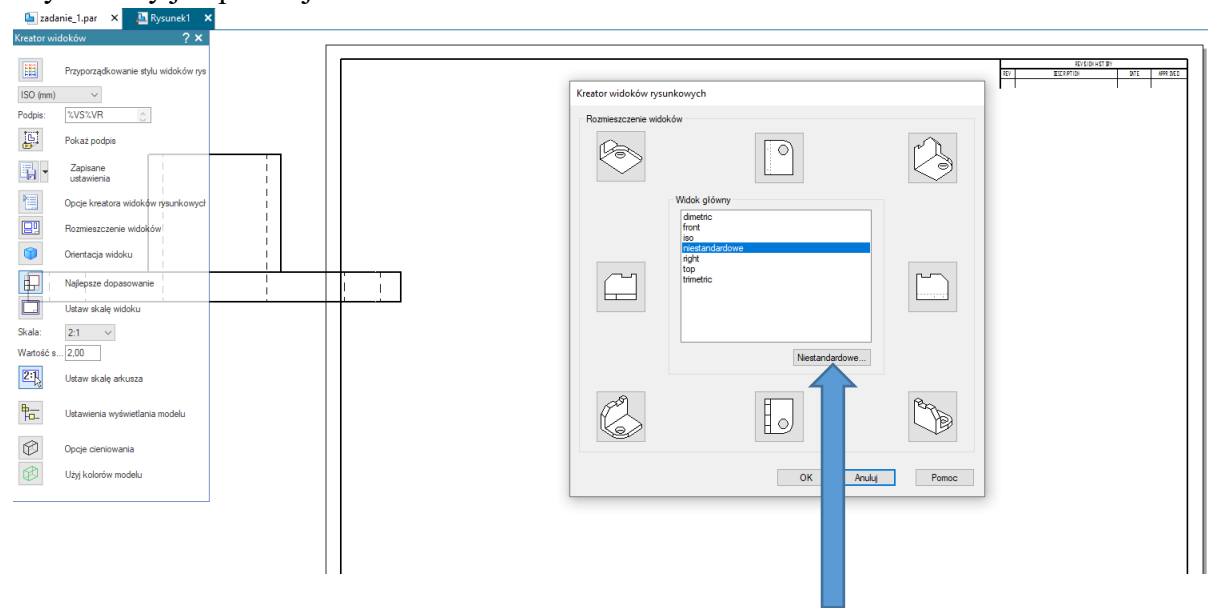 zadanie_1.par × Rysunek1 ×
Kreator widoków ? ×
Przyporządkowanie stylu widoków rys
ISO (mm)
Podpis: %VS%VR
Pokaż podpis
Zapisane
ustawienia
Opcje kreatora widoków rysunkowych
Rozmieszczenie widoków
Orientacja widoku
Najlepsze dopasowanie
Ustaw skalę widoku
Skala: 2:1
Wartość s... 2,00
2:1 Ustaw skalę arkusza
Ustawienia wyświetlania modelu
Opcje cieniowania
Użyj kolorów modelu
REVISION HISTORY
REV DESCRIPTION DATE APPROVED
Kreator widoków rysunkowych
Rozmieszczenie widoków
Widok główny
dimetric
front
iso
niestandardowe
right
top
trimetric
Niestandardowe...
OK Anuluj Pomoc